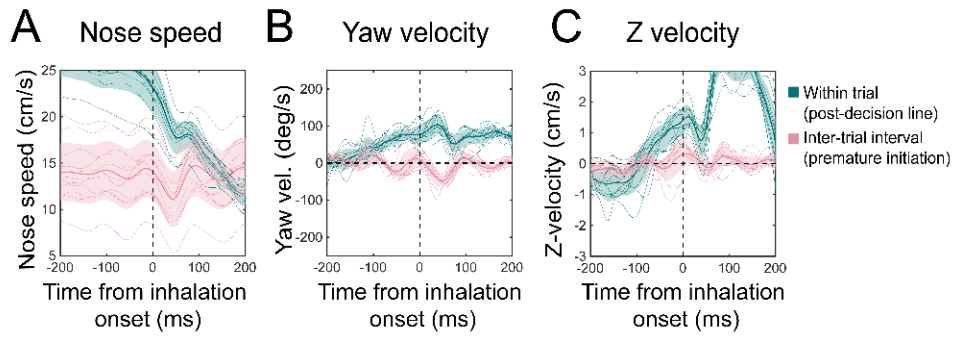 A Nose speed
B Yaw velocity
C Z velocity
Nose speed (cm/s)
25
20
15
10
5
-200 -100 0 100 200
Time from inhalation
onset (ms)
Yaw vel. (deg/s)
200
100
0
-100
-200
-200 -100 0 100 200
Time from inhalation
onset (ms)
Z-velocity (cm/s)
3
2
1
0
-1
-2
-3
-200 -100 0 100 200
Time from inhalation
onset (ms)
Within trial
(post-decision line)
Inter-trial interval
(premature initiation)